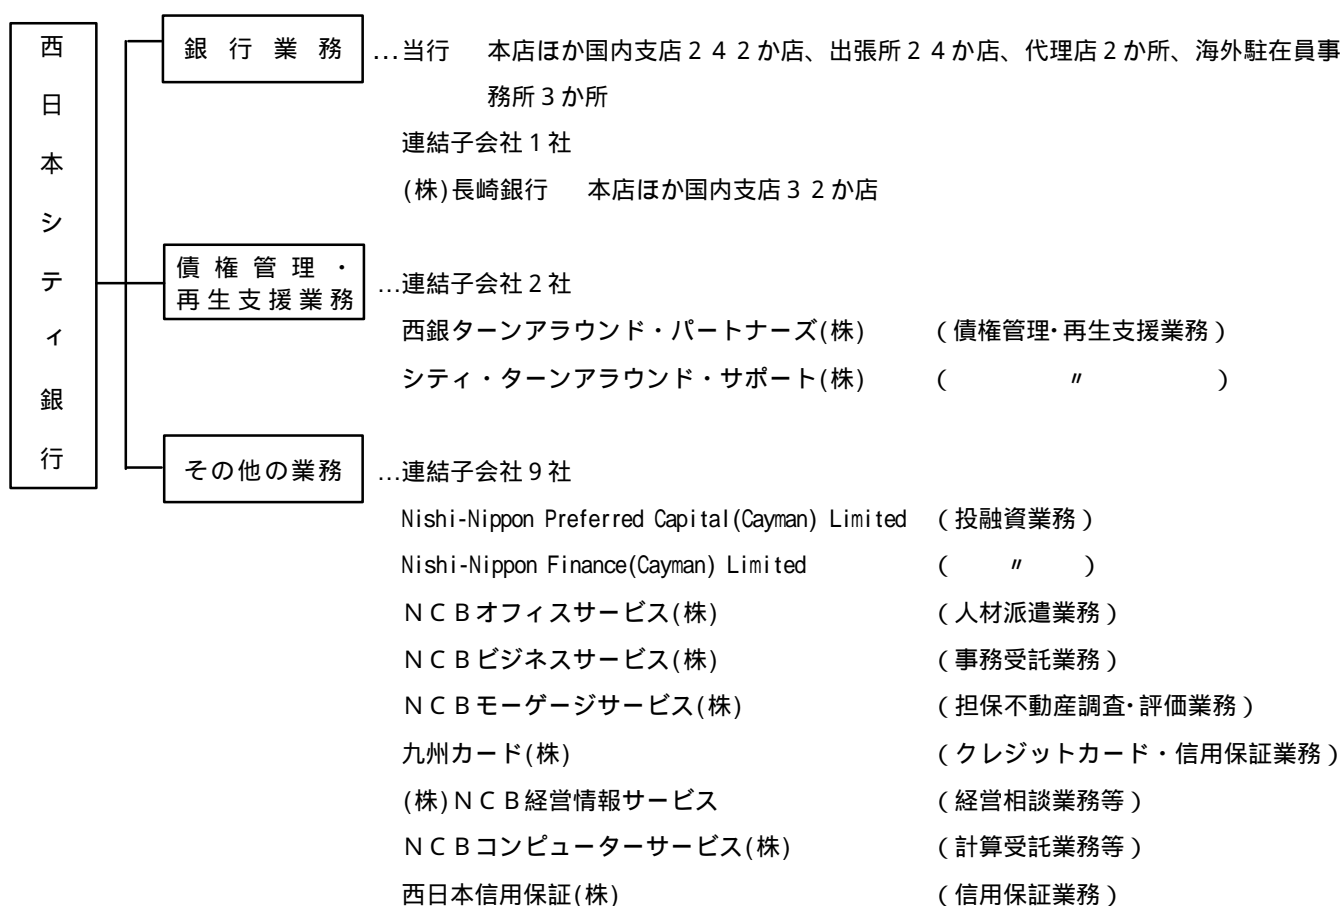 西日本シティ銀行
銀行業務 …当行 本店ほか国内支店２４２か店、出張所２４か店、代理店２か所、海外駐在員事
務所３か所
連結子会社１社
(株)長崎銀行 本店ほか国内支店３２か店
債権管理・
再生支援業務
…連結子会社２社
西銀ターンアラウンド・パートナーズ(株) （債権管理･再生支援業務）
シティ・ターンアラウンド・サポート(株) （ 〃 ）
その他の業務 …連結子会社９社
Nishi-Nippon Preferred Capital(Cayman) Limited （投融資業務）
Nishi-Nippon Finance(Cayman) Limited （ 〃 ）
ＮＣＢオフィスサービス(株) （人材派遣業務）
ＮＣＢビジネスサービス(株) （事務受託業務）
ＮＣＢモーゲージサービス(株) （担保不動産調査･評価業務）
九州カード(株) （クレジットカード・信用保証業務）
(株)ＮＣＢ経営情報サービス （経営相談業務等）
ＮＣＢコンピューターサービス(株) （計算受託業務等）
西日本信用保証(株) （信用保証業務）